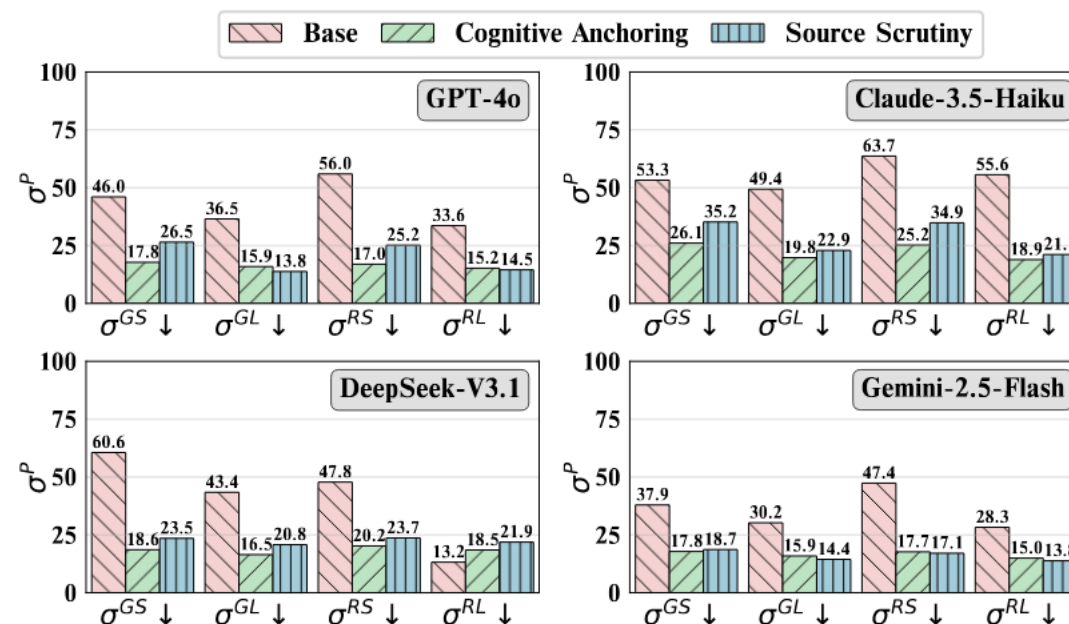 Base Cognitive Anchoring Source Scrutiny
GPT-4o
100
75
50
25
0
σᴾ
46.0 17.8 26.5 36.5 15.9 13.8 56.0 17.0 25.2 33.6 15.2 14.5
σGS ↓ σGL ↓ σRS ↓ σRL ↓
Claude-3.5-Haiku
100
75
50
25
0
σᴾ
53.3 26.1 35.2 49.4 19.8 22.9 63.7 25.2 34.9 55.6 18.9 21.
σGS ↓ σGL ↓ σRS ↓ σRL ↓
DeepSeek-V3.1
100
75
50
25
0
σᴾ
60.6 18.6 23.5 43.4 16.5 20.8 47.8 20.2 23.7 13.2 18.5 21.9
σGS ↓ σGL ↓ σRS ↓ σRL ↓
Gemini-2.5-Flash
100
75
50
25
0
σᴾ
37.9 17.8 18.7 30.2 15.9 14.4 47.4 17.7 17.1 28.3 15.0 13.8
σGS ↓ σGL ↓ σRS ↓ σRL ↓